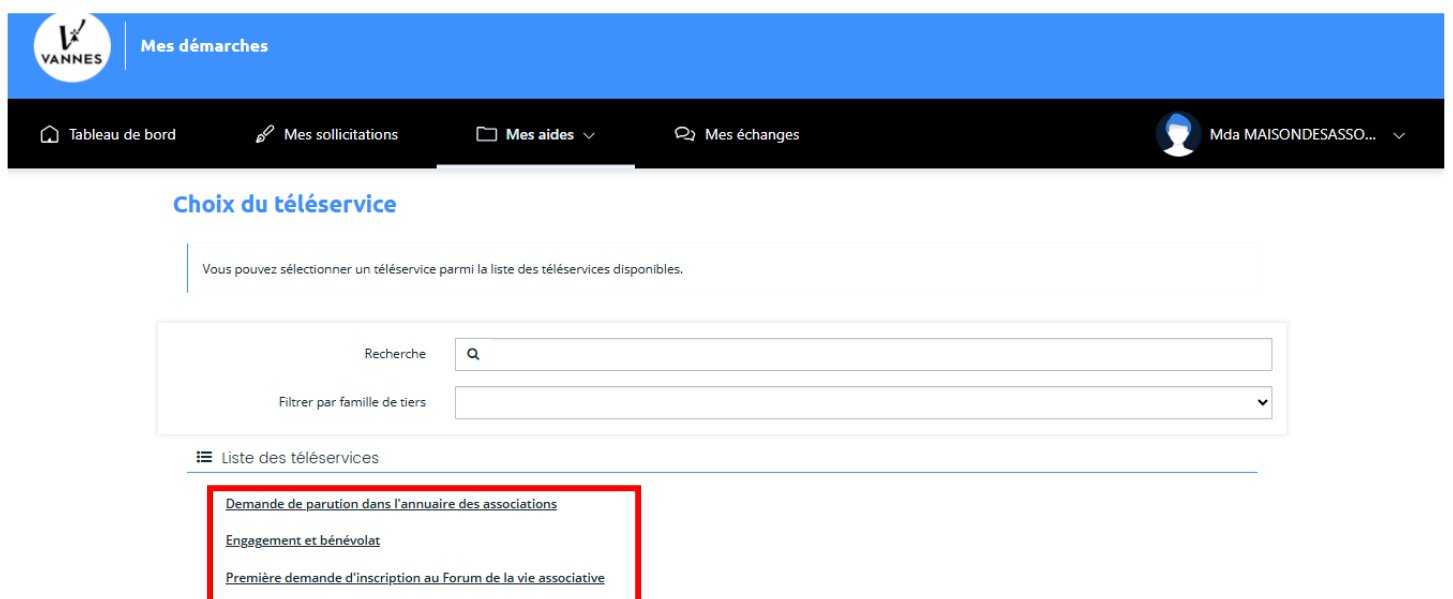 VANNES
Mes démarches
Tableau de bord
Mes sollicitations
Mes aides
Mes échanges
Mda MAISONDESASSO...
Choix du téléservice
Vous pouvez sélectionner un téléservice parmi la liste des téléservices disponibles.
Recherche
Filtrer par famille de tiers
Liste des téléservices
Demande de parution dans l'annuaire des associations
Engagement et bénévolat
Première demande d'inscription au Forum de la vie associative